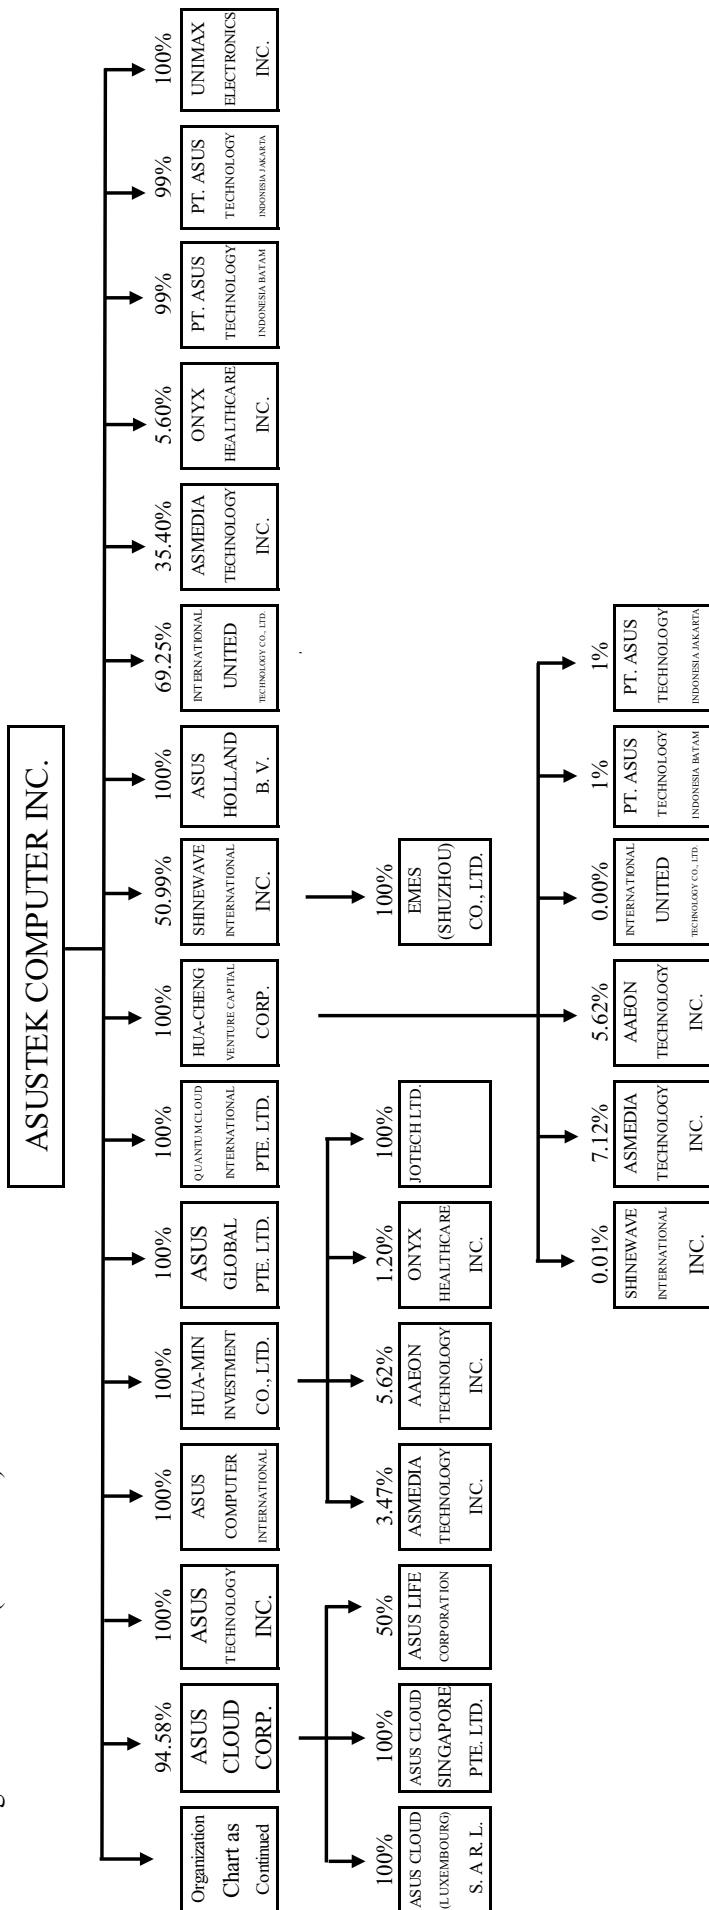 ASUSTEK COMPUTER INC.
Organization
Chart as
Continued
94.58%
ASUS
CLOUD
CORP.
100%
ASUS
TECHNOLOGY
INC.
100%
ASUS
COMPUTER
INTERNATIONAL
100%
HUA-MIN
INVESTMENT
CO., LTD.
100%
ASUS
GLOBAL
PTE. LTD.
100%
QUANTUM CLOUD
INTERNATIONAL
PTE. LTD.
100%
HUA-CHENG
VENTURE CAPITAL
CORP.
50.99%
SHINEWAVE
INTERNATIONAL
INC.
100%
ASUS
HOLLAND
B. V.
69.25%
INTERNATIONAL
UNITED
TECHNOLOGY CO., LTD.
35.40%
ASMEDIA
TECHNOLOGY
INC.
5.60%
ONYX
HEALTHCARE
INC.
99%
PT. ASUS
TECHNOLOGY
INDONESIA BATAM
99%
PT. ASUS
TECHNOLOGY
INDONESIA JAKARTA
100%
UNIMAX
ELECTRONICS
INC.
100%
ASUS CLOUD
(LUXEMBOURG)
S. A R. L.
100%
ASUS CLOUD
SINGAPORE
PTE. LTD.
50%
ASUS LIFE
CORPORATION
3.47%
ASMEDIA
TECHNOLOGY
INC.
5.62%
AAEON
TECHNOLOGY
INC.
1.20%
ONYX
HEALTHCARE
INC.
100%
JOTECH LTD.
100%
EMES
(SHUZHOU)
CO., LTD.
0.01%
SHINEWAVE
INTERNATIONAL
INC.
7.12%
ASMEDIA
TECHNOLOGY
INC.
5.62%
AAEON
TECHNOLOGY
INC.
0.00%
INTERNATIONAL
UNITED
TECHNOLOGY CO., LTD.
1%
PT. ASUS
TECHNOLOGY
INDONESIA BATAM
1%
PT. ASUS
TECHNOLOGY
INDONESIA JAKARTA